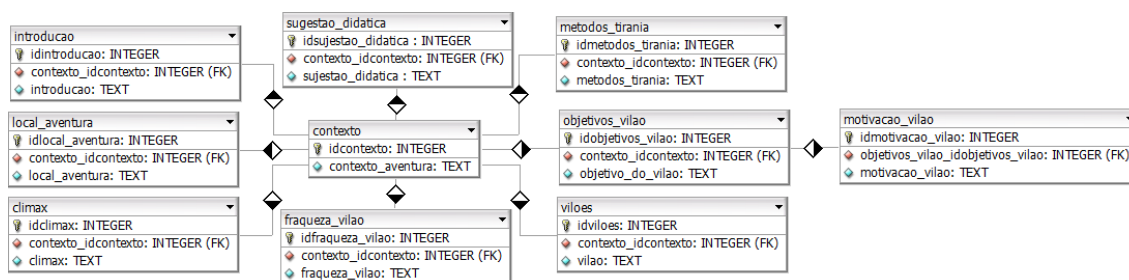 introducao
idintroducao: INTEGER
contexto_idcontexto: INTEGER (FK)
introducao: TEXT
sugestao_didatica
idsujestao_didatica : INTEGER
contexto_idcontexto: INTEGER (FK)
sujestao_didatica : TEXT
metodos_tirania
idmetodos_tirania: INTEGER
contexto_idcontexto: INTEGER (FK)
metodos_tirania: TEXT
local_aventura
idlocal_aventura: INTEGER
contexto_idcontexto: INTEGER (FK)
local_aventura: TEXT
contexto
idcontexto: INTEGER
contexto_aventura: TEXT
objetivos_vilao
idobjetivos_vilao: INTEGER
contexto_idcontexto: INTEGER (FK)
objetivo_do_vilao: TEXT
motivacao_vilao
idmotivacao_vilao: INTEGER
objetivos_vilao_idobjetivos_vilao: INTEGER (FK)
motivacao_vilao: TEXT
climax
idclimax: INTEGER
contexto_idcontexto: INTEGER (FK)
climax: TEXT
fraqueza_vilao
idfraqueza_vilao: INTEGER
contexto_idcontexto: INTEGER (FK)
fraqueza_vilao: TEXT
viloes
idviloes: INTEGER
contexto_idcontexto: INTEGER (FK)
vilao: TEXT